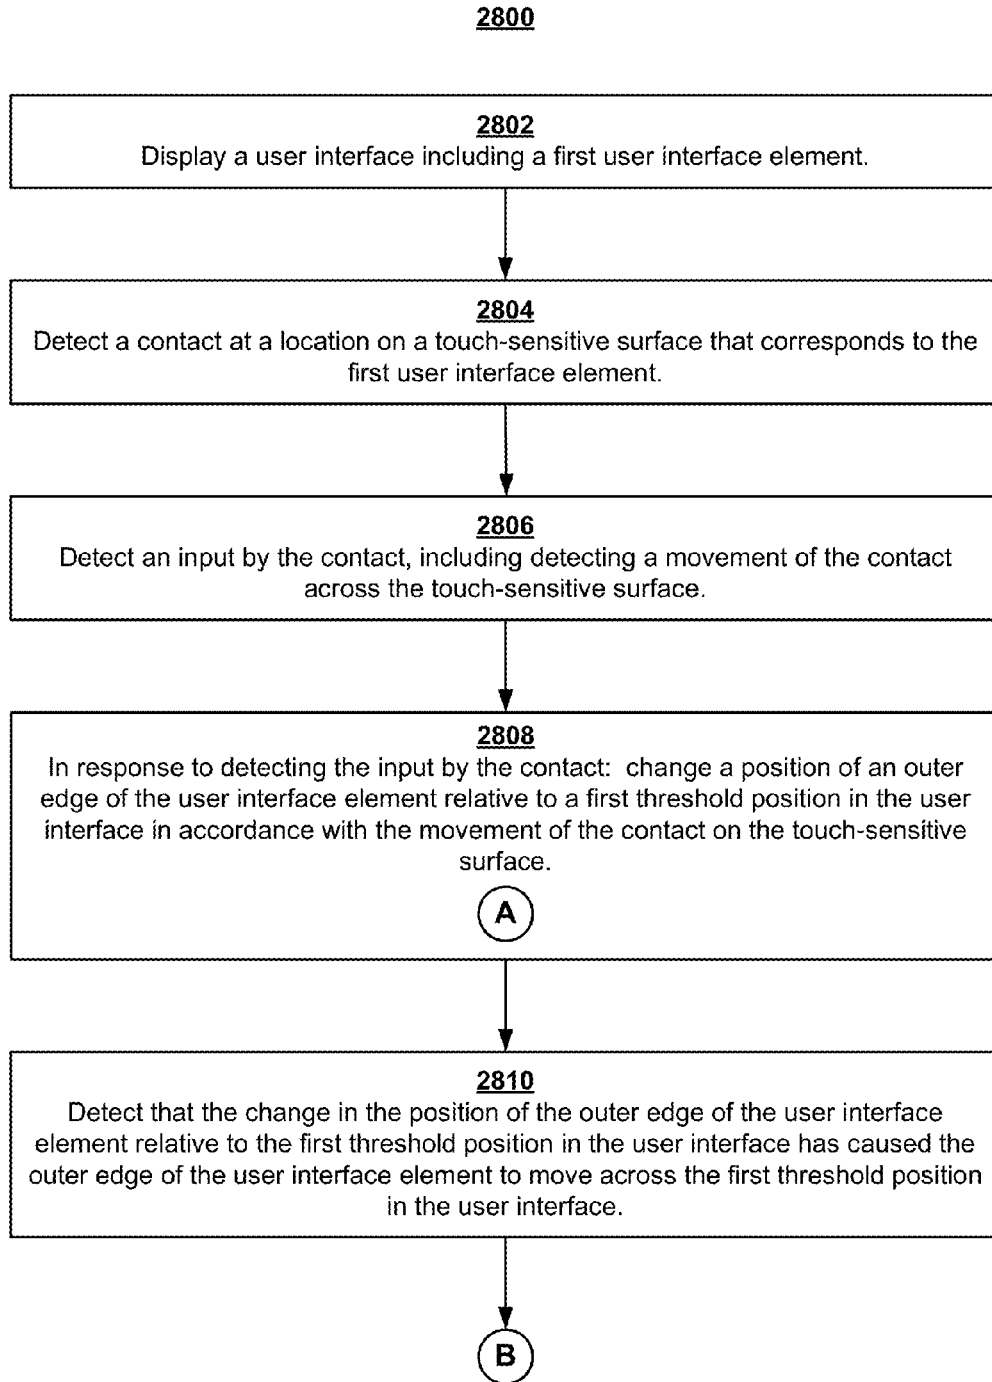 2800
2802
Display a user interface including a first user interface element.
2804
Detect a contact at a location on a touch-sensitive surface that corresponds to the
first user interface element.
2806
Detect an input by the contact, including detecting a movement of the contact
across the touch-sensitive surface.
2808
In response to detecting the input by the contact: change a position of an outer
edge of the user interface element relative to a first threshold position in the user
interface in accordance with the movement of the contact on the touch-sensitive
surface.
A
2810
Detect that the change in the position of the outer edge of the user interface
element relative to the first threshold position in the user interface has caused the
outer edge of the user interface element to move across the first threshold position
in the user interface.
B